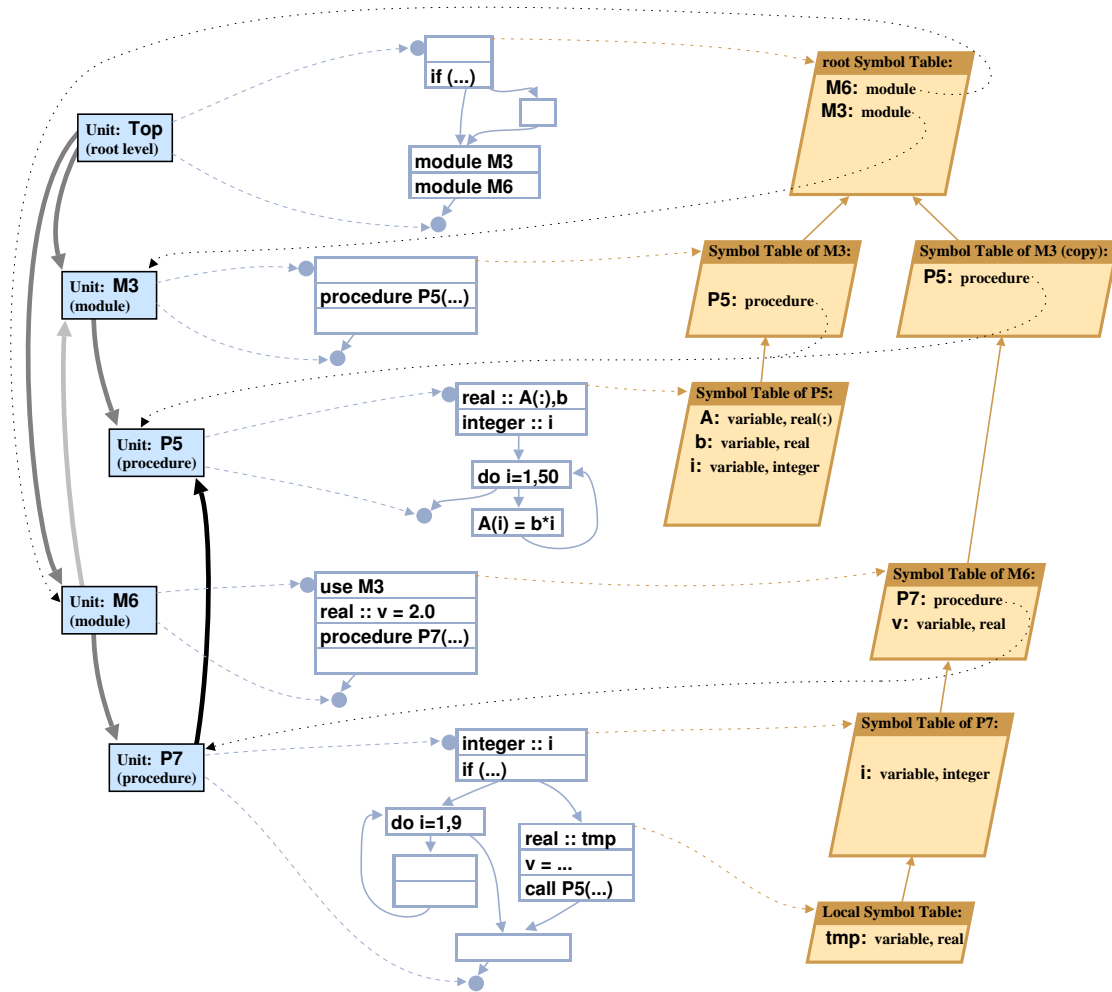 if (...)
root Symbol Table:
M6: module
M3: module
Unit: Top
(root level)
module M3
module M6
Symbol Table of M3:
P5: procedure
Symbol Table of M3 (copy):
P5: procedure
Unit: M3
(module)
procedure P5(...)
Unit: P5
(procedure)
real :: A(:),b
integer :: i
do i=1,50
A(i) = b*i
Symbol Table of P5:
A: variable, real(:)
b: variable, real
i: variable, integer
Unit: M6
(module)
use M3
real :: v = 2.0
procedure P7(...)
Symbol Table of M6:
P7: procedure
v: variable, real
Unit: P7
(procedure)
integer :: i
if (...)
do i=1,9
real :: tmp
v = ...
call P5(...)
Symbol Table of P7:
i: variable, integer
Local Symbol Table:
tmp: variable, real